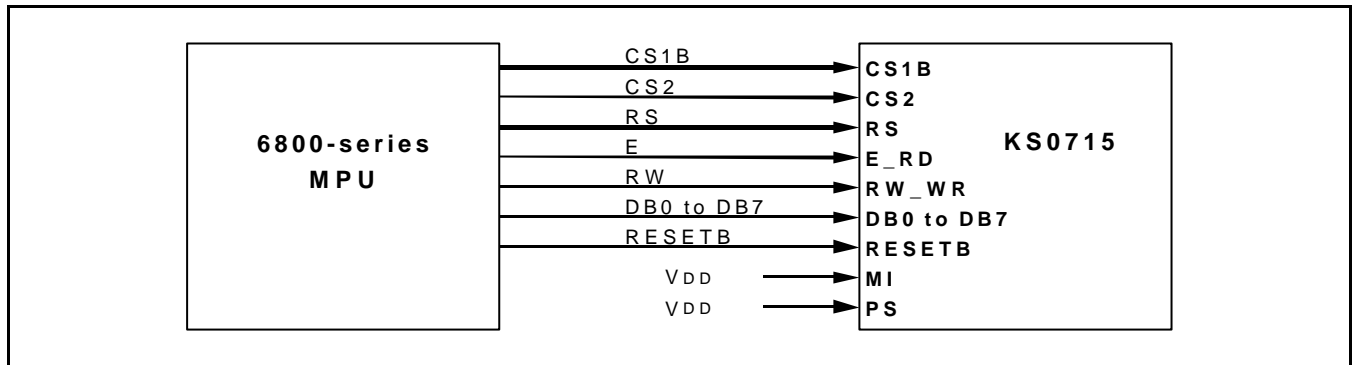 6800-series
MPU
CS1B
CS2
RS
E
RW
DB0 to DB7
RESETB
VDD
VDD
CS1B
CS2
RS
E_RD
RW_WR
DB0 to DB7
RESETB
MI
PS
KS0715